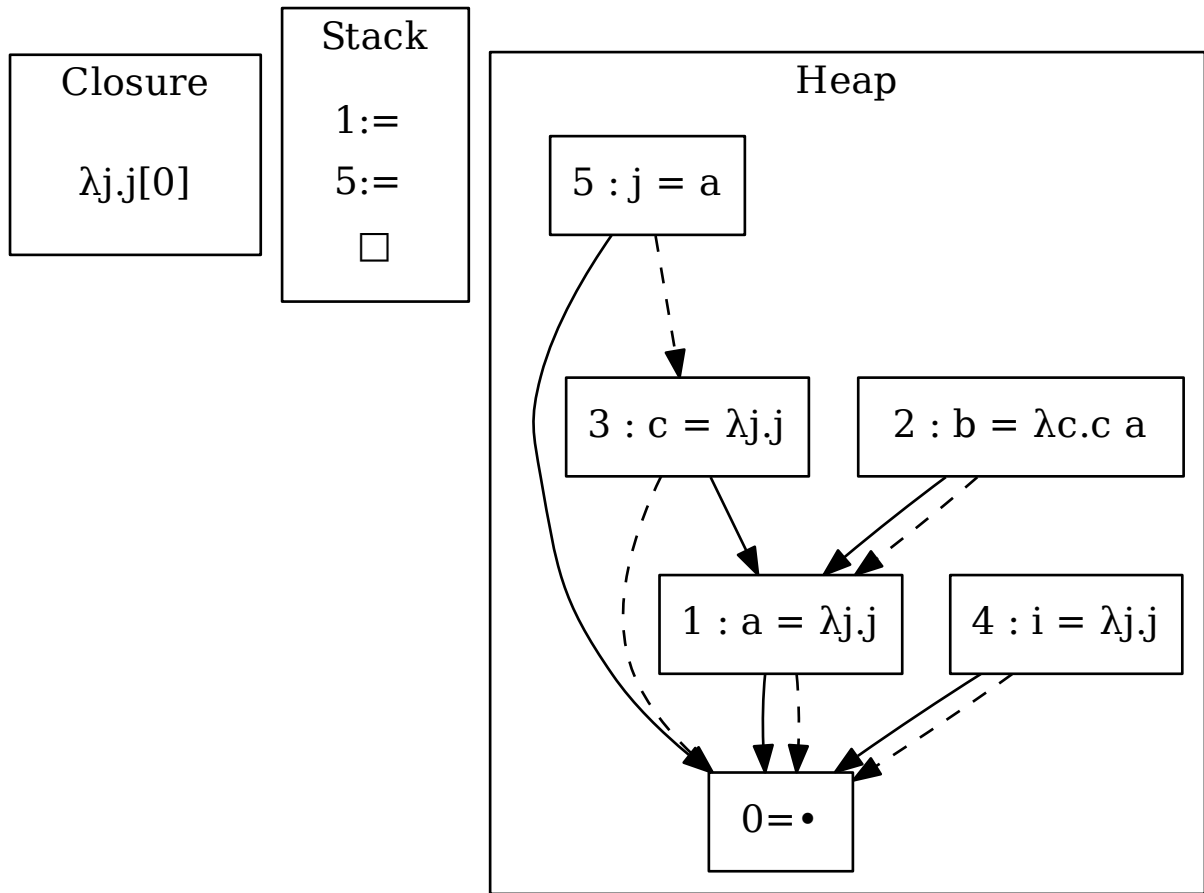 Closure
λj.j[0]
Stack
1:=
5:=
□
Heap
5 : j = a
3 : c = λj.j
2 : b = λc.c a
1 : a = λj.j
4 : i = λj.j
0=•